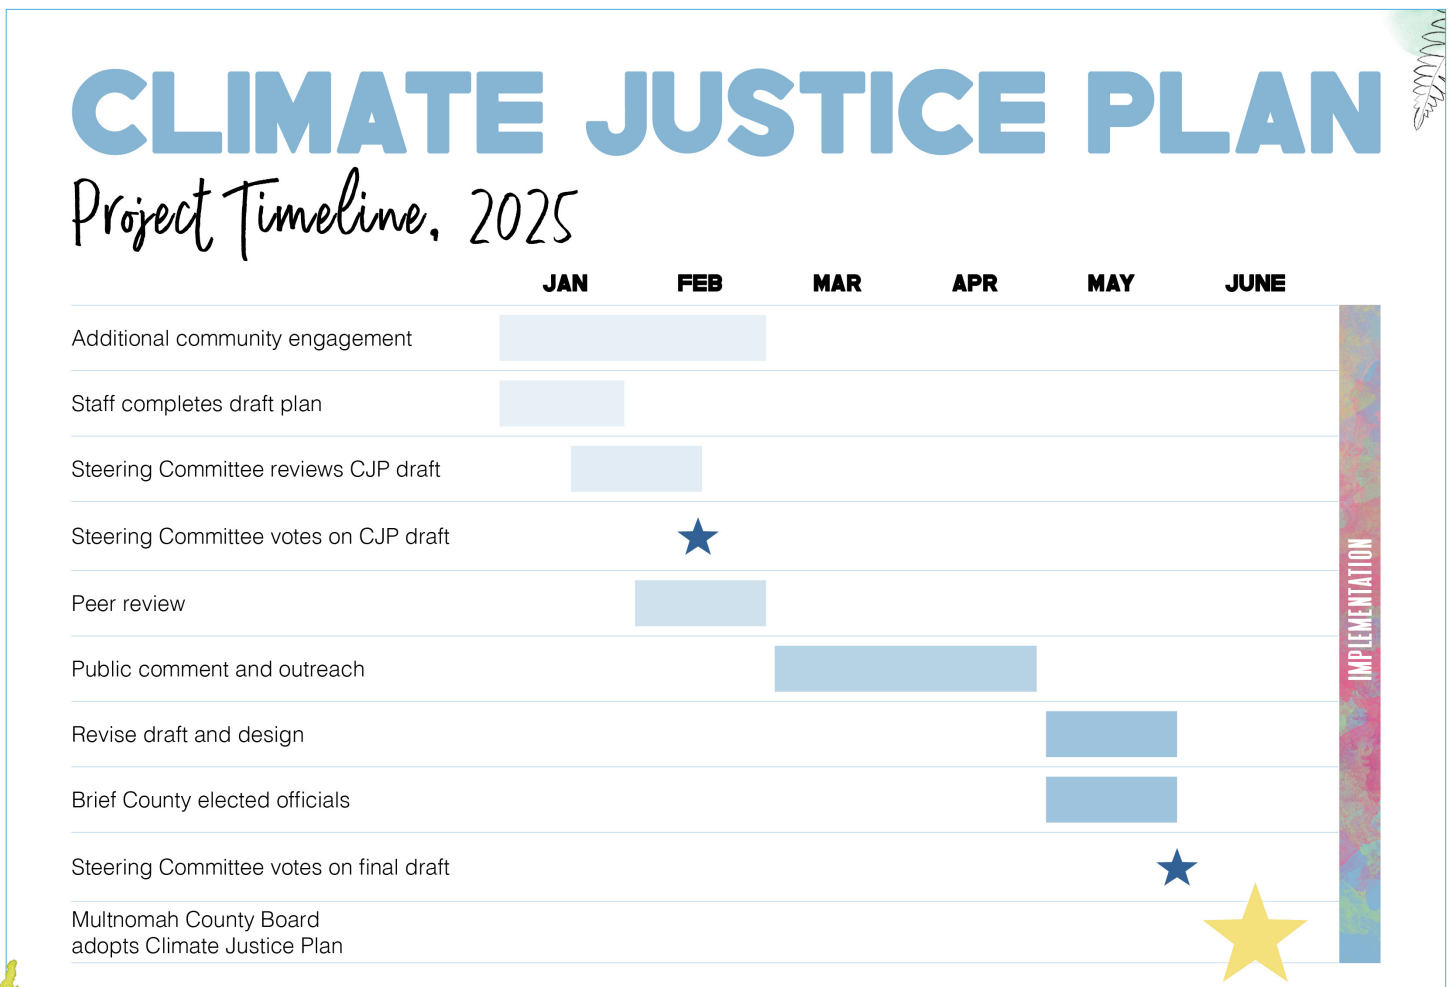 CLIMATE JUSTICE PLAN
Project Timeline, 2025
JAN FEB MAR APR MAY JUNE
Additional community engagement
Staff completes draft plan
Steering Committee reviews CJP draft
Steering Committee votes on CJP draft
Peer review
Public comment and outreach
Revise draft and design
Brief County elected officials
Steering Committee votes on final draft
Multnomah County Board
adopts Climate Justice Plan
IMPLEMENTATION